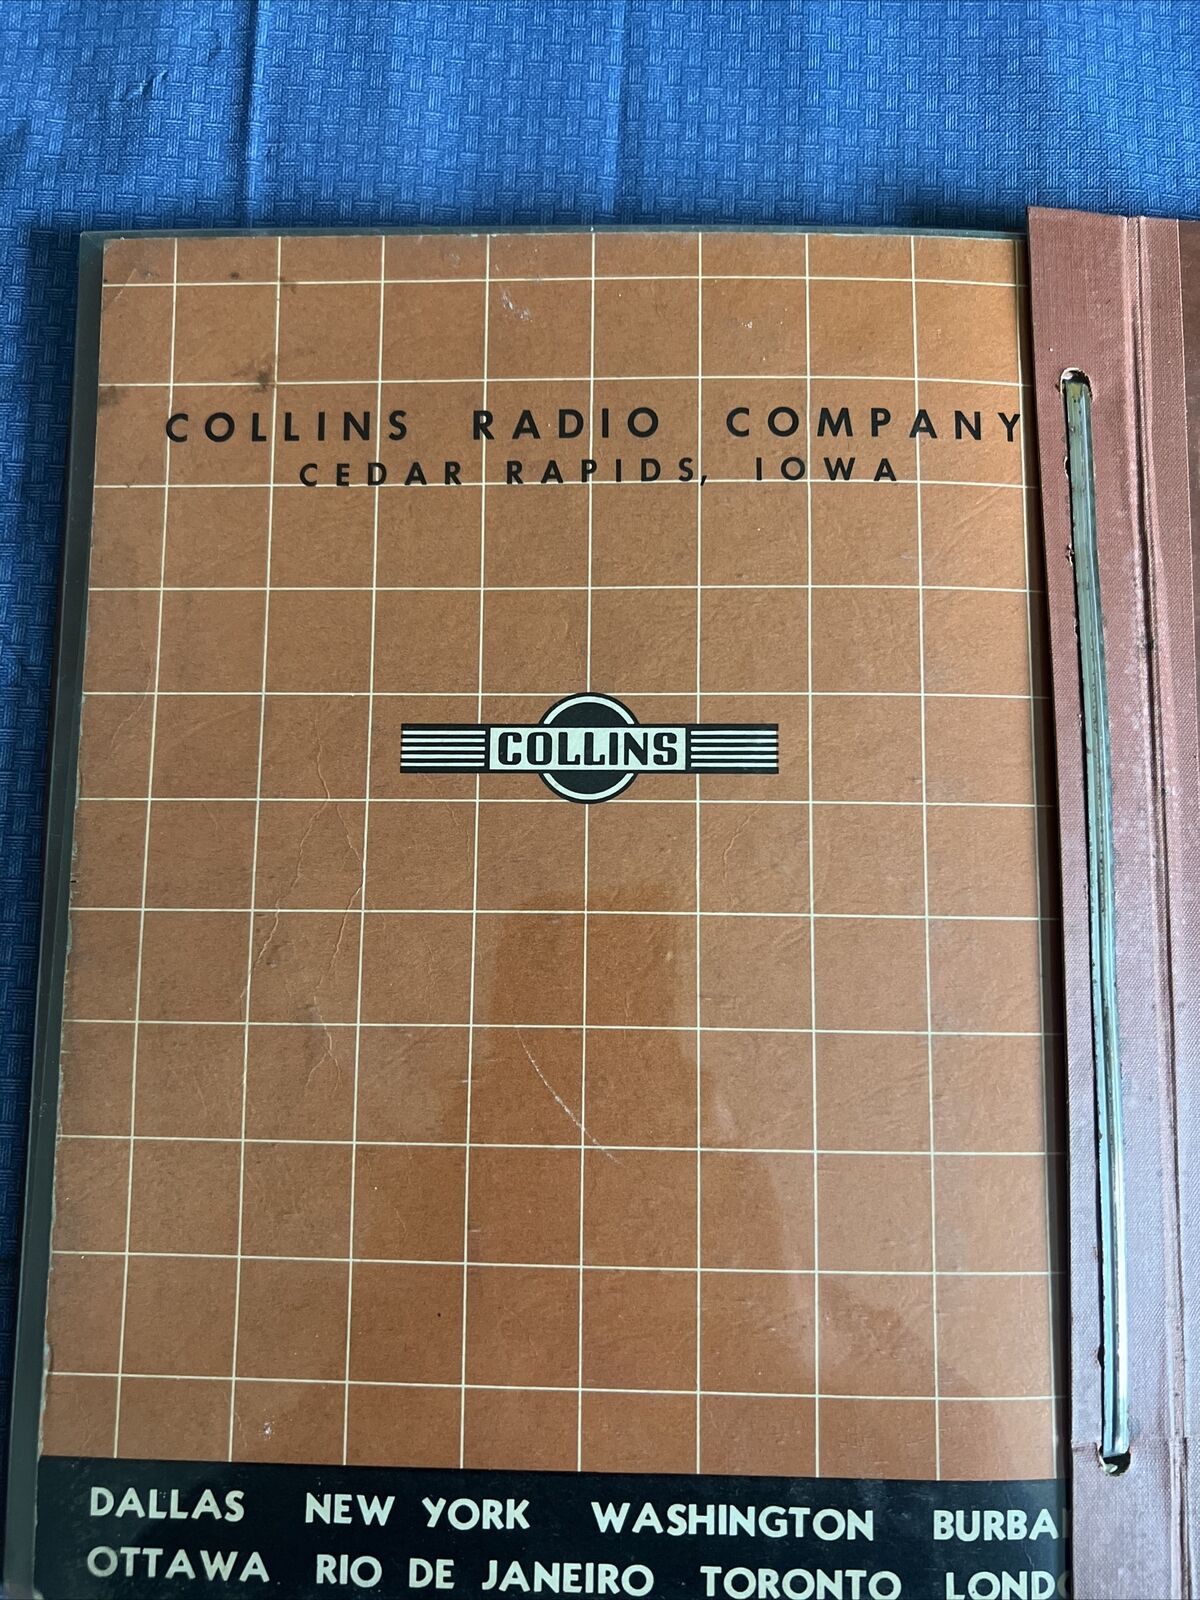 COLLINS RADIO COMPANY
CEDAR RAPIDS, IOWA
COLLINS
DALLAS NEW YORK WASHINGTON
OTTAWA RIO DE JANEIRO TORONTO